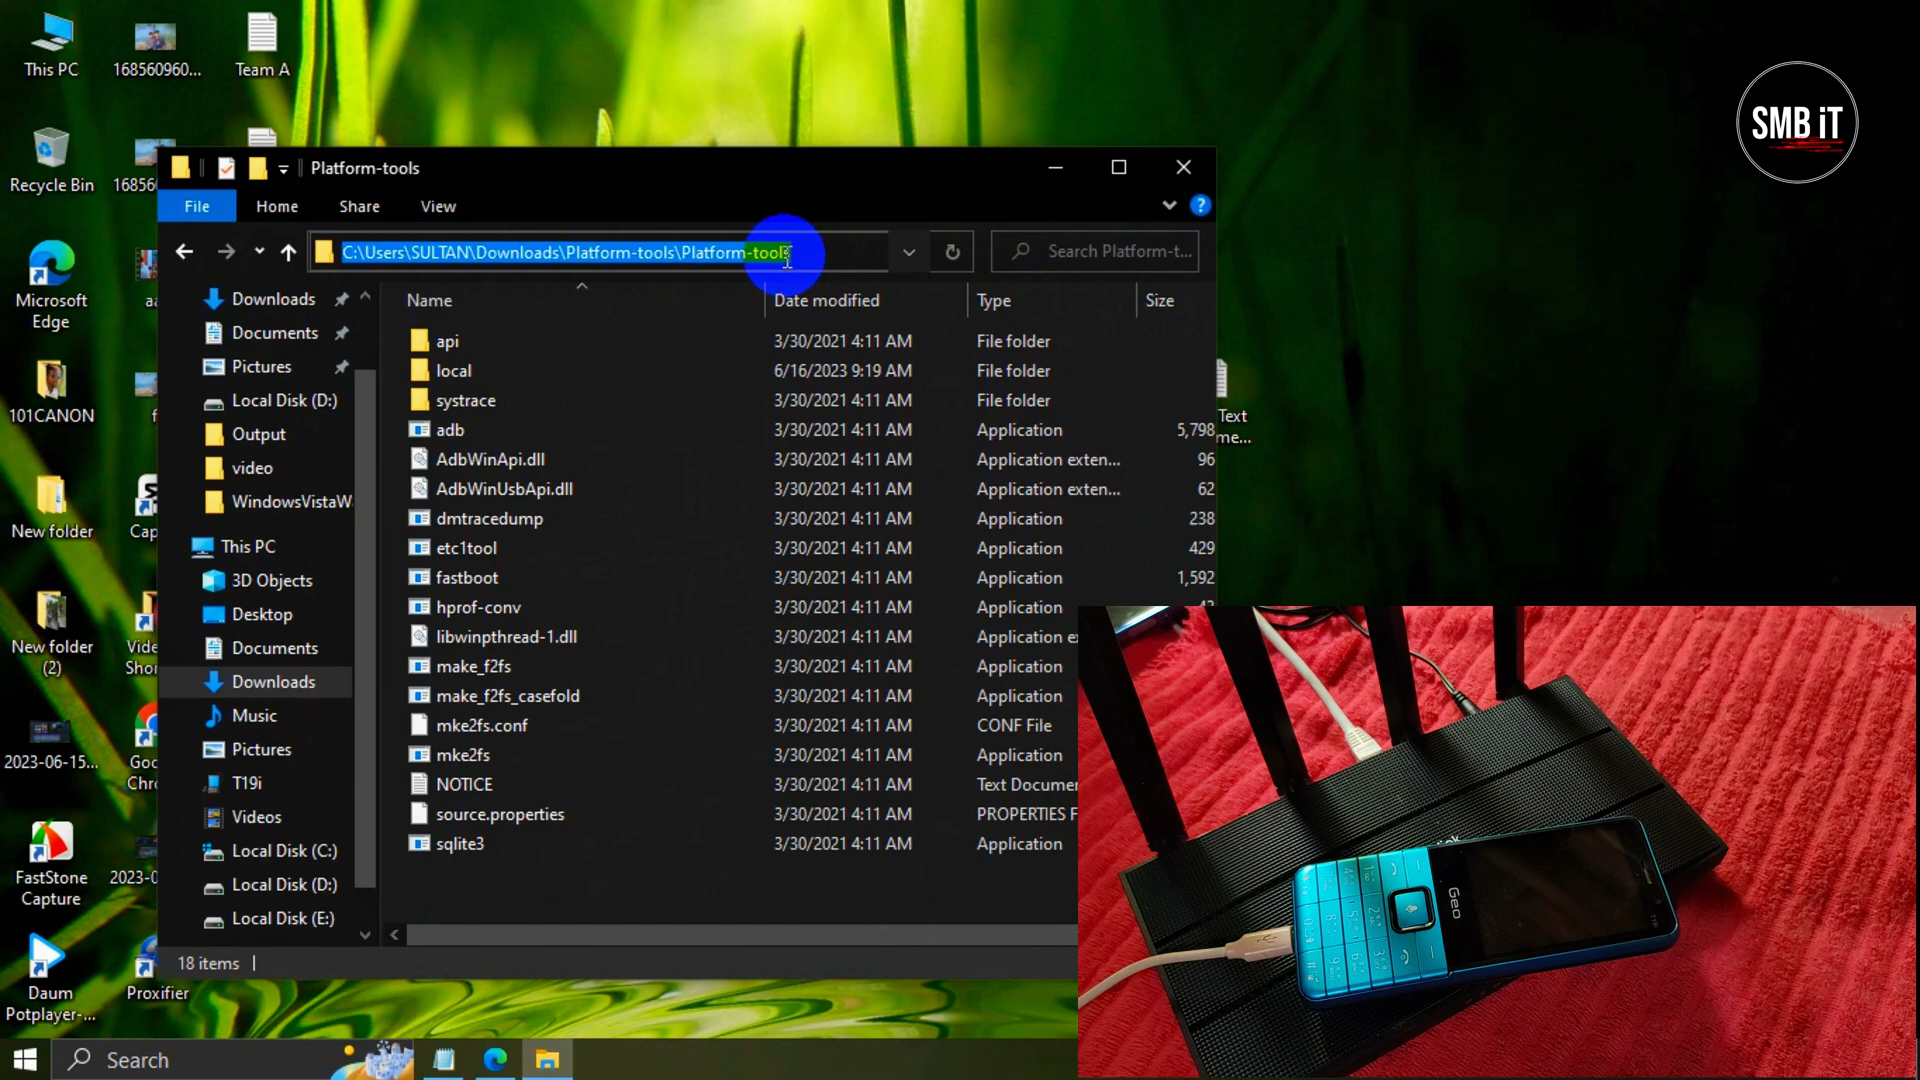 This PC
168560960...
Team A
SMB iT
Recycle Bin
Microsoft
Edge
101CANON
New folder
New folder
(2)
2023-06-15...
FastStone
Capture
Daum
Potplayer-...
Proxifier
Text
me...
Platform-tools
File
Home
Share
View
C:\Users\SULTAN\Downloads\Platform-tools\Platform-tools
Search Platform-t...
Name
Date modified
Type
Size
Downloads
Documents
Pictures
Local Disk (D:)
Output
video
WindowsVistaW
This PC
3D Objects
Desktop
Documents
Downloads
Music
Pictures
T19i
Videos
Local Disk (C:)
Local Disk (D:)
Local Disk (E:)
api 3/30/2021 4:11 AM File folder
local 6/16/2023 9:19 AM File folder
systrace 3/30/2021 4:11 AM File folder
adb 3/30/2021 4:11 AM Application 5,798
AdbWinApi.dll 3/30/2021 4:11 AM Application exten... 96
AdbWinUsbApi.dll 3/30/2021 4:11 AM Application exten... 62
dmtracedump 3/30/2021 4:11 AM Application 238
etc1tool 3/30/2021 4:11 AM Application 429
fastboot 3/30/2021 4:11 AM Application 1,592
hprof-conv 3/30/2021 4:11 AM Application
libwinpthread-1.dll 3/30/2021 4:11 AM Application e
make_f2fs 3/30/2021 4:11 AM Application
make_f2fs_casefold 3/30/2021 4:11 AM Application
mke2fs.conf 3/30/2021 4:11 AM CONF File
mke2fs 3/30/2021 4:11 AM Application
NOTICE 3/30/2021 4:11 AM Text Docume
source.properties 3/30/2021 4:11 AM PROPERTIES F
sqlite3 3/30/2021 4:11 AM Application
18 items
Geo
Search